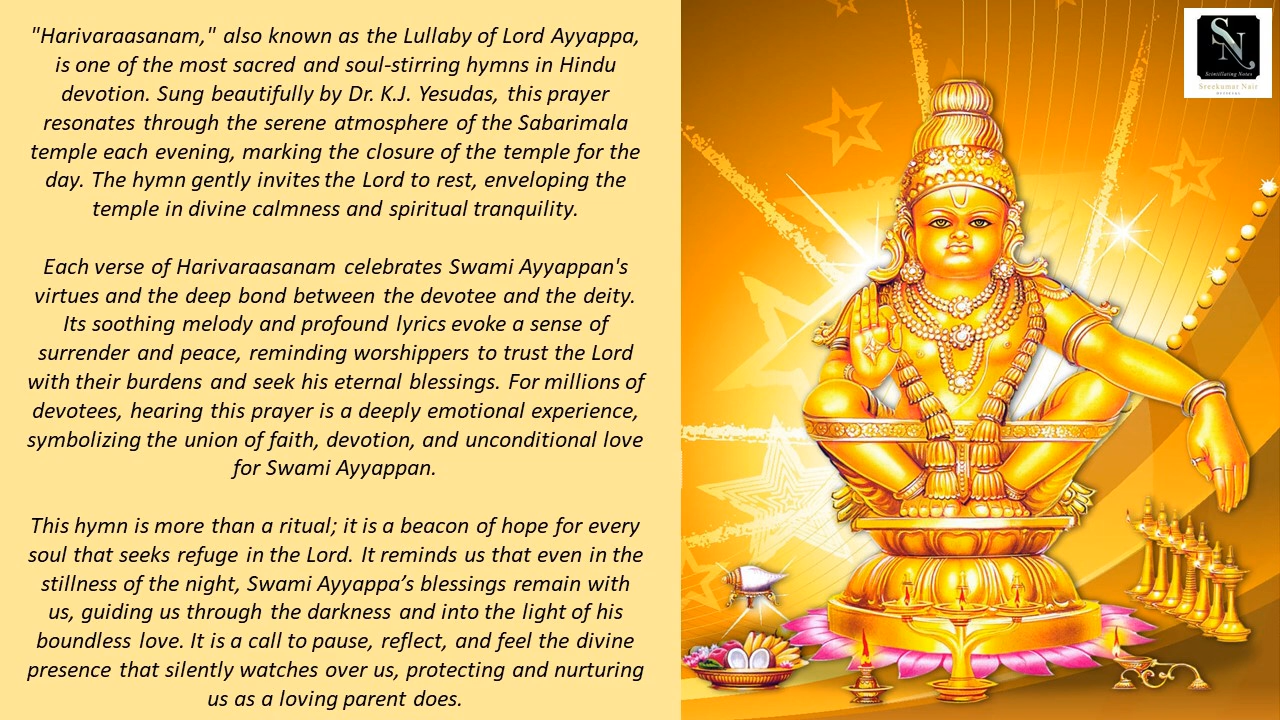 "Harivaraasanam," also known as the Lullaby of Lord Ayyappa,
is one of the most sacred and soul-stirring hymns in Hindu
devotion. Sung beautifully by Dr. K.J. Yesudas, this prayer
resonates through the serene atmosphere of the Sabarimala
temple each evening, marking the closure of the temple for the
day. The hymn gently invites the Lord to rest, enveloping the
temple in divine calmness and spiritual tranquility.
Each verse of Harivaraasanam celebrates Swami Ayyappan's
virtues and the deep bond between the devotee and the deity.
Its soothing melody and profound lyrics evoke a sense of
surrender and peace, reminding worshippers to trust the Lord
with their burdens and seek his eternal blessings. For millions of
devotees, hearing this prayer is a deeply emotional experience,
symbolizing the union of faith, devotion, and unconditional love
for Swami Ayyappan.
This hymn is more than a ritual; it is a beacon of hope for every
soul that seeks refuge in the Lord. It reminds us that even in the
stillness of the night, Swami Ayyappa’s blessings remain with
us, guiding us through the darkness and into the light of his
boundless love. It is a call to pause, reflect, and feel the divine
presence that silently watches over us, protecting and nurturing
us as a loving parent does.
SN
Scintillating Notes
Sreekumar Nair